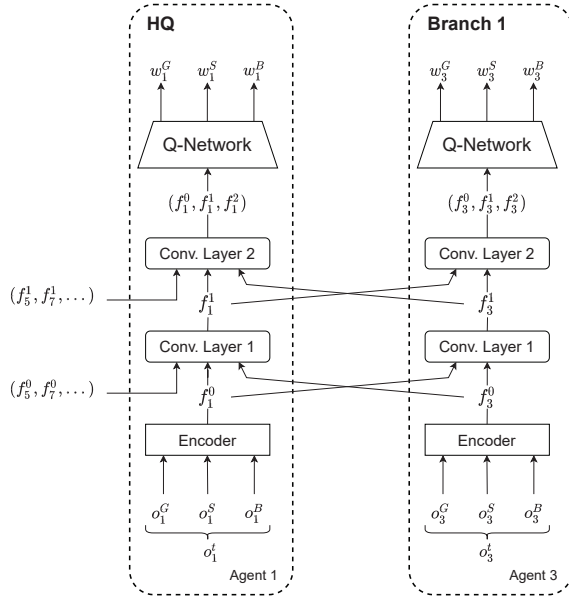 HQ Branch 1
w_1^G w_1^S w_1^B w_3^G w_3^S w_3^B
Q-Network Q-Network
(f_1^0, f_1^1, f_1^2) (f_3^0, f_3^1, f_3^2)
Conv. Layer 2 Conv. Layer 2
(f_5^1, f_7^1, ...) f_1^1 f_3^1
Conv. Layer 1 Conv. Layer 1
(f_5^0, f_7^0, ...) f_1^0 f_3^0
Encoder Encoder
o_1^G o_1^S o_1^B o_3^G o_3^S o_3^B
o_1^t o_3^t
Agent 1 Agent 3